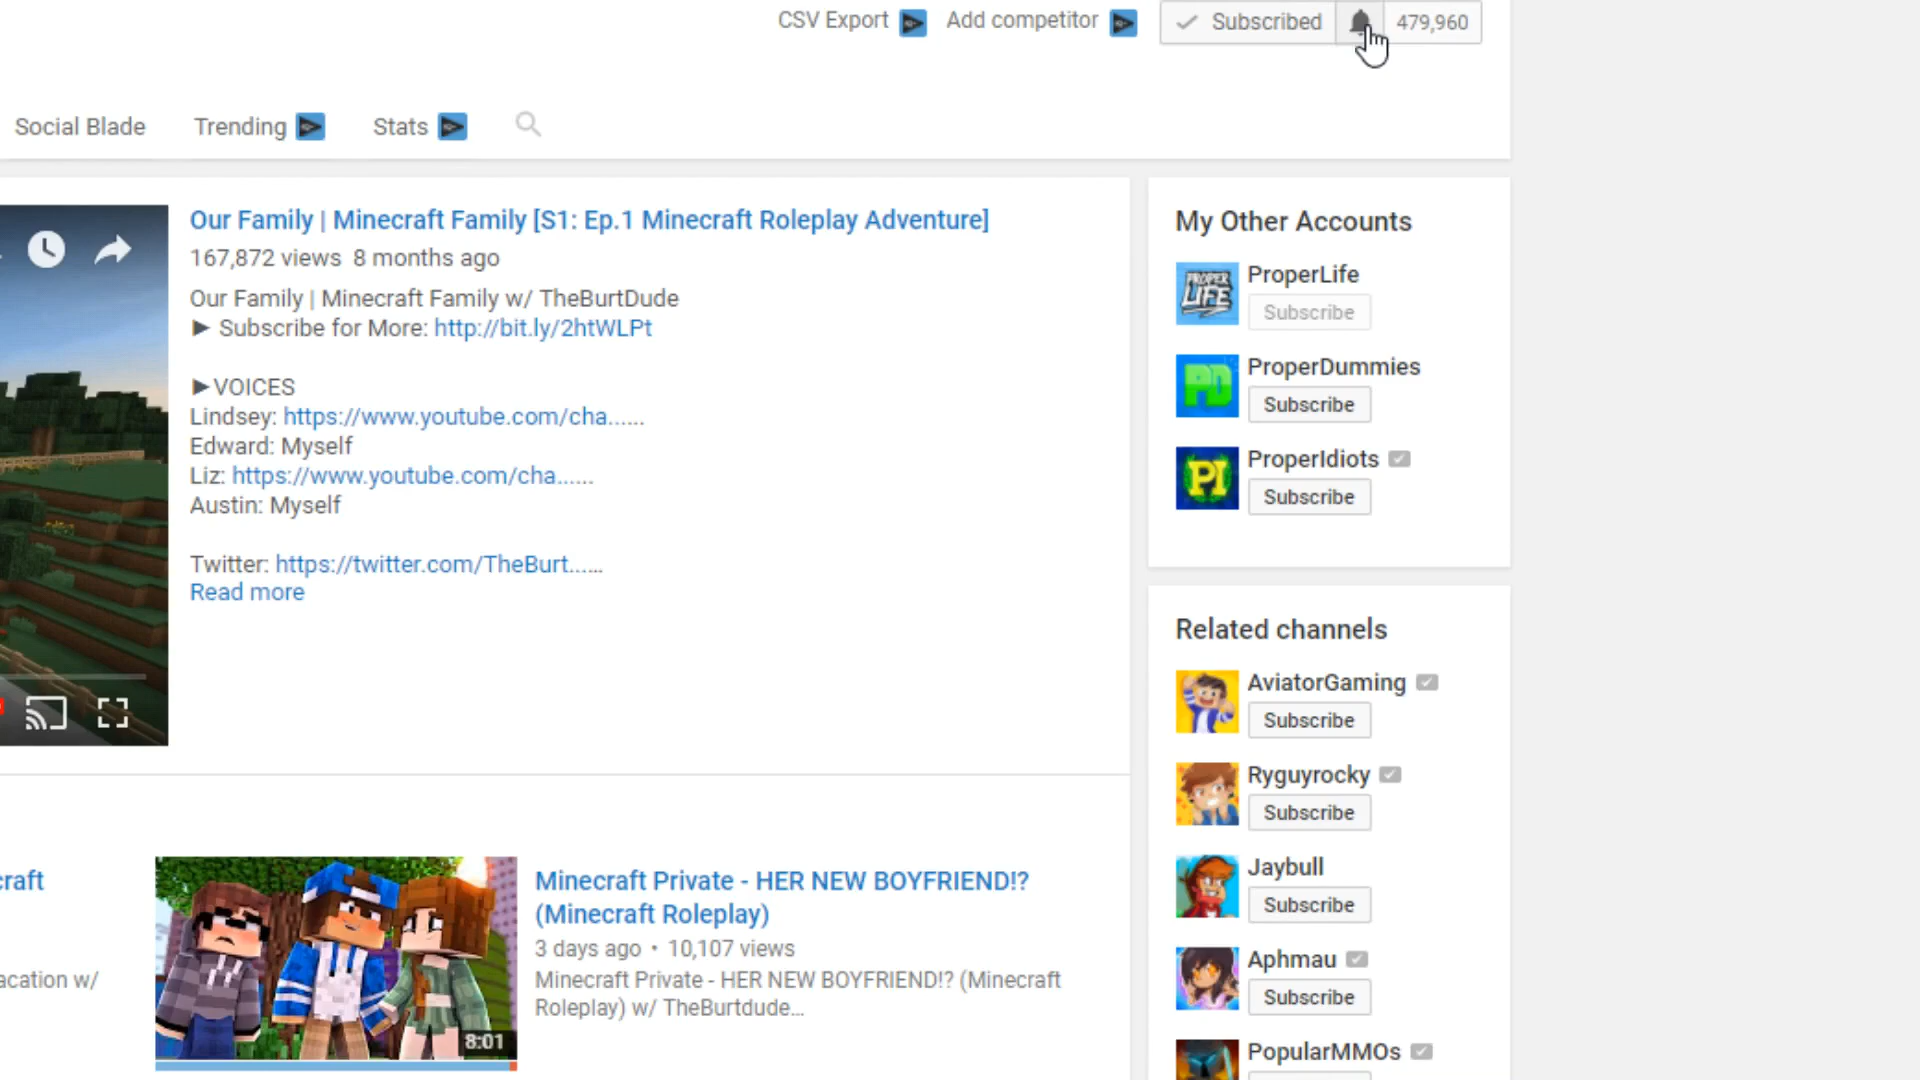 CSV Export
Add competitor
Subscribed
479,960
Social Blade
Trending
Stats
Our Family | Minecraft Family [S1: Ep.1 Minecraft Roleplay Adventure]
167,872 views 8 months ago
Our Family | Minecraft Family w/ TheBurtDude
► Subscribe for More: http://bit.ly/2htWLPt
►VOICES
Lindsey: https://www.youtube.com/cha......
Edward: Myself
Liz: https://www.youtube.com/cha......
Austin: Myself
Twitter: https://twitter.com/TheBurt......
Read more
My Other Accounts
PROPER
LIFE
ProperLife
Subscribe
PD
ProperDummies
Subscribe
PI
ProperIdiots
Subscribe
Related channels
AviatorGaming
Subscribe
Ryguyrocky
Subscribe
Jaybull
Subscribe
Aphmau
Subscribe
PopularMMOs
craft
acation w/
8:01
Minecraft Private - HER NEW BOYFRIEND!?
(Minecraft Roleplay)
3 days ago • 10,107 views
Minecraft Private - HER NEW BOYFRIEND!? (Minecraft
Roleplay) w/ TheBurtdude...